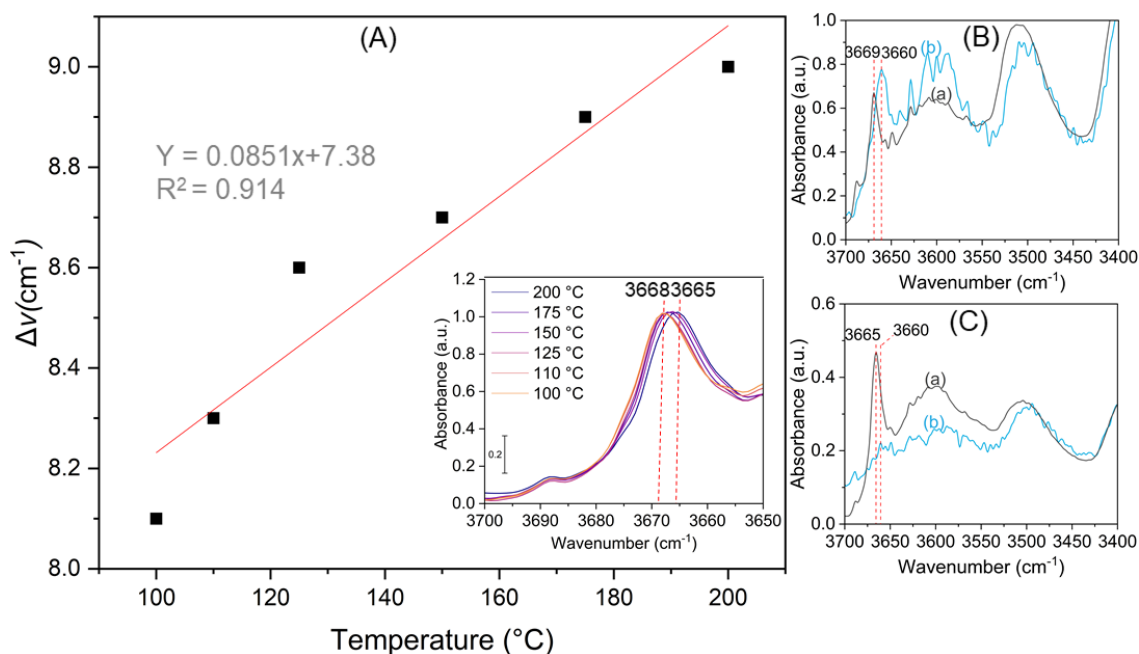 (A)
Y = 0.0851x+7.38
R² = 0.914
Δν(cm⁻¹)
9.0
8.8
8.6
8.4
8.2
8.0
100
120
140
160
180
200
Temperature (°C)
200 °C
175 °C
150 °C
125 °C
110 °C
100 °C
3668 3665
Absorbance (a.u.)
1.2
1.0
0.8
0.6
0.4
0.2
0.0
0.2
3700 3690 3680 3670 3660 3650
Wavenumber (cm⁻¹)
(B)
3669 3660
(b)
(a)
Absorbance (a.u.)
1.0
0.8
0.6
0.4
0.2
0.0
3700 3650 3600 3550 3500 3450 3400
Wavenumber (cm⁻¹)
(C)
3665 3660
(a)
(b)
Absorbance (a.u.)
0.6
0.4
0.2
0.0
3700 3650 3600 3550 3500 3450 3400
Wavenumber (cm⁻¹)